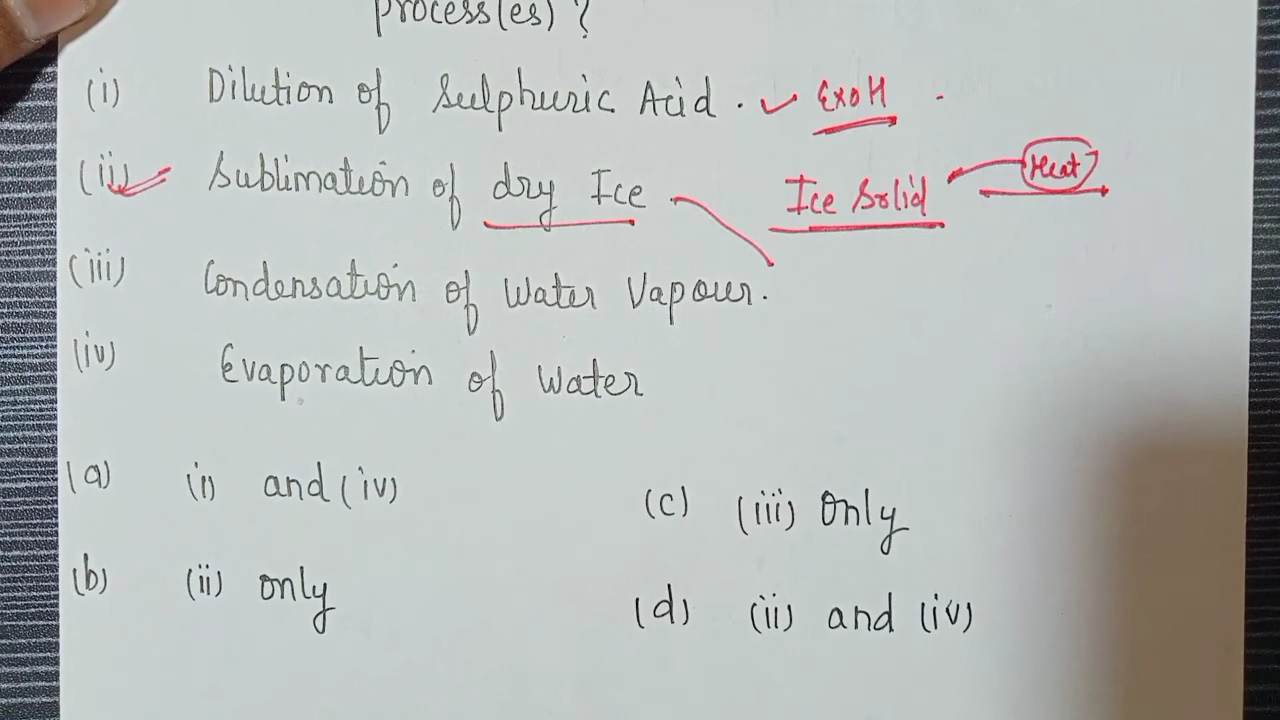 process(es) ?
(i) Dilution of Sulphuric Acid. ExoH
(ii) Sublimation of dry Ice Ice Solid Heat
(iii) Condensation of Water Vapour.
(iv) Evaporation of Water
(a) (i) and (iv)
(c) (iii) Only
(b) (ii) only
(d) (ii) and (iv)